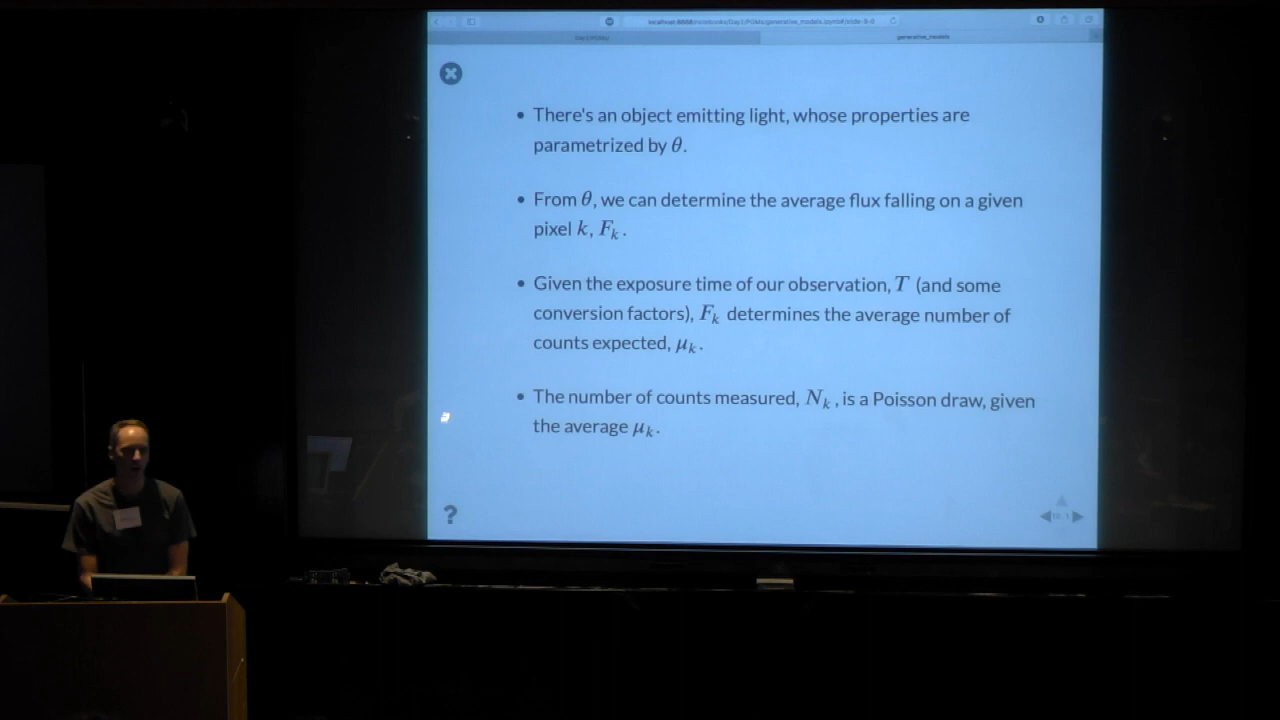 generative_models
There's an object emitting light, whose properties are
parametrized by θ.
From θ, we can determine the average flux falling on a given
pixel k, F_k.
Given the exposure time of our observation, T (and some
conversion factors), F_k determines the average number of
counts expected, μ_k.
The number of counts measured, N_k, is a Poisson draw, given
the average μ_k.
?